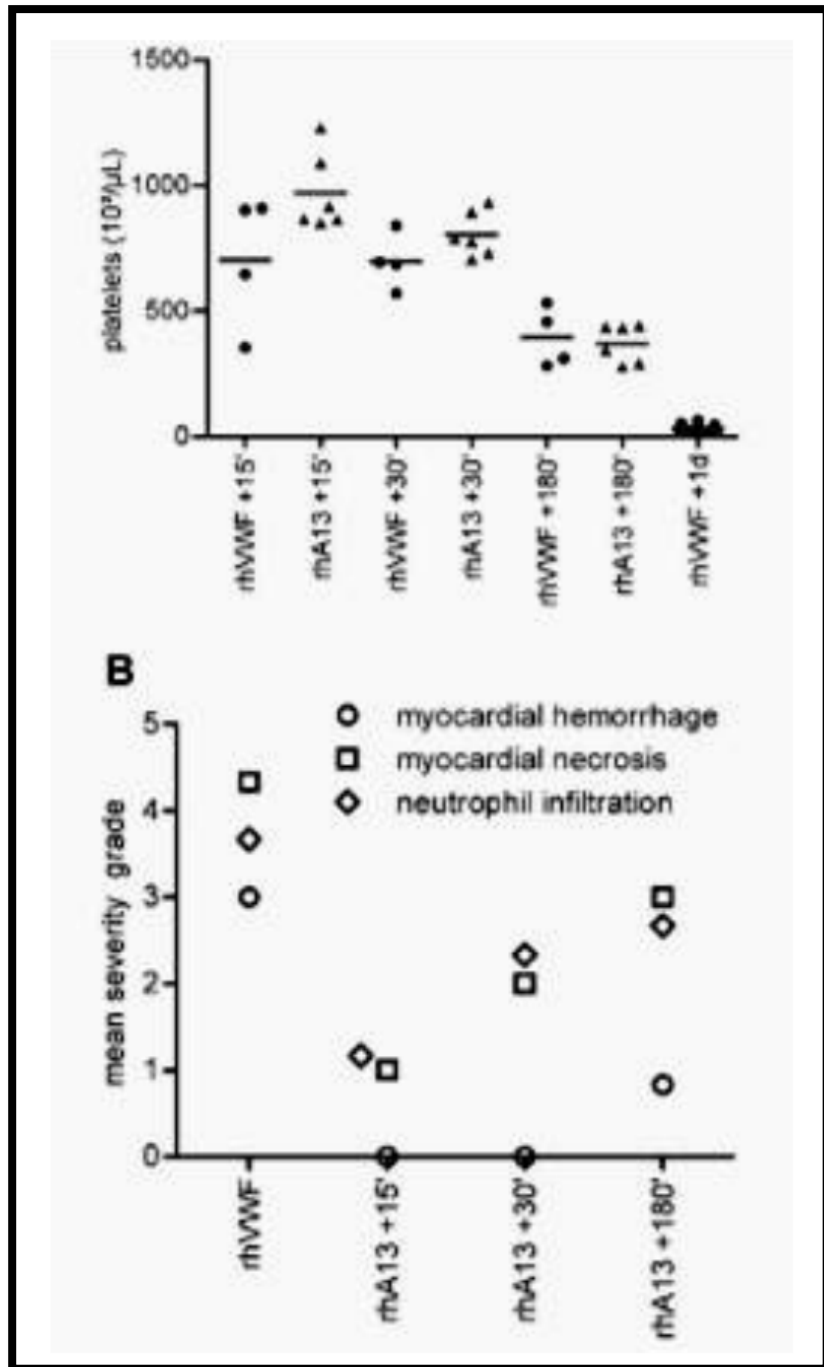 1500
1000
500
0
platelets (10³/µL)
rhVWF +15'
rhA13 +15'
rhVWF +30'
rhA13 +30'
rhVWF +180'
rhA13 +180'
rhVWF +1d
B
5
4
3
2
1
0
mean severity grade
myocardial hemorrhage
myocardial necrosis
neutrophil infiltration
rhVWF
rhA13 +15'
rhA13 +30'
rhA13 +180'